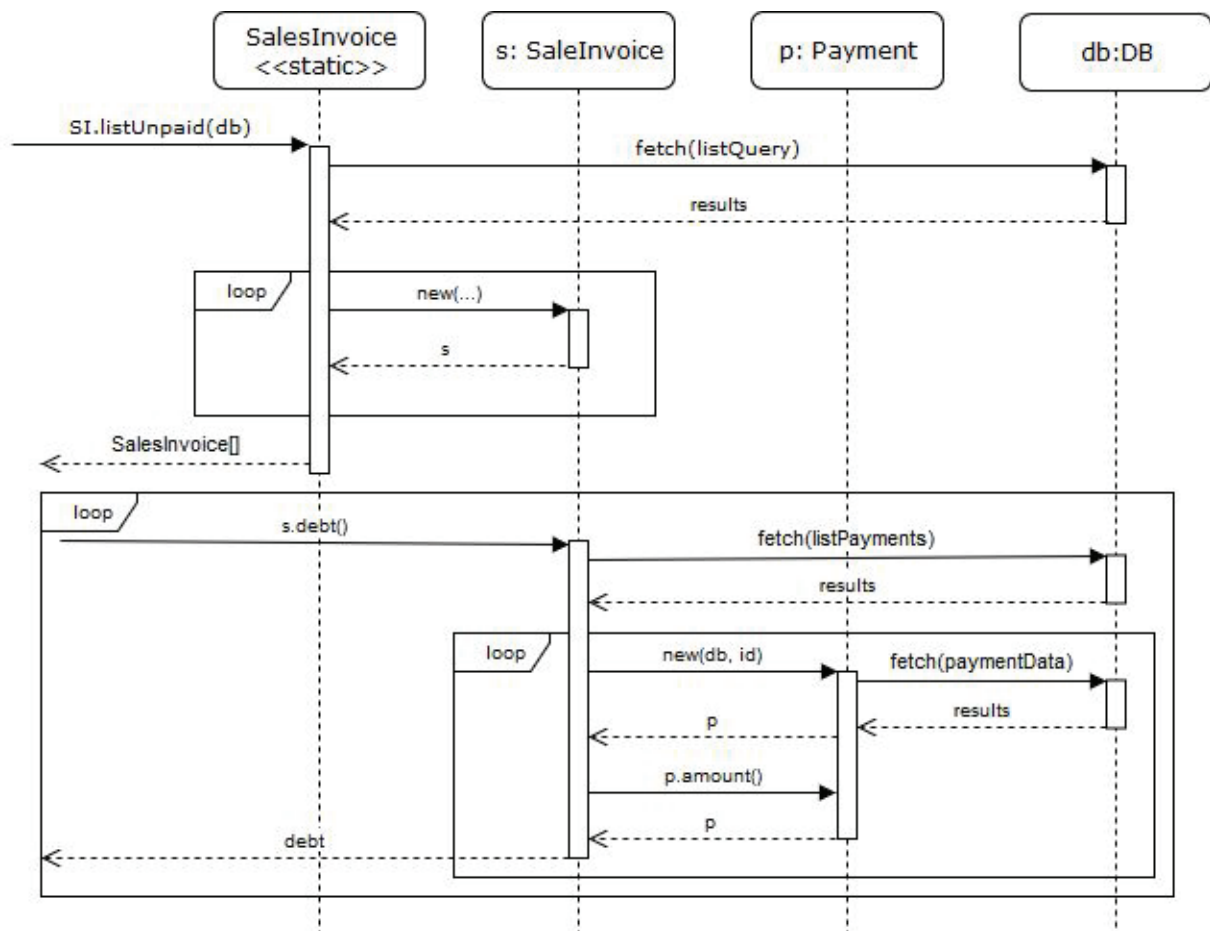 SalesInvoice
<<static>>
s: SaleInvoice
p: Payment
db:DB
SI.listUnpaid(db)
fetch(listQuery)
results
loop
new(...)
s
SalesInvoice[]
loop
s.debt()
fetch(listPayments)
results
loop
new(db, id)
fetch(paymentData)
results
p
p.amount()
p
debt